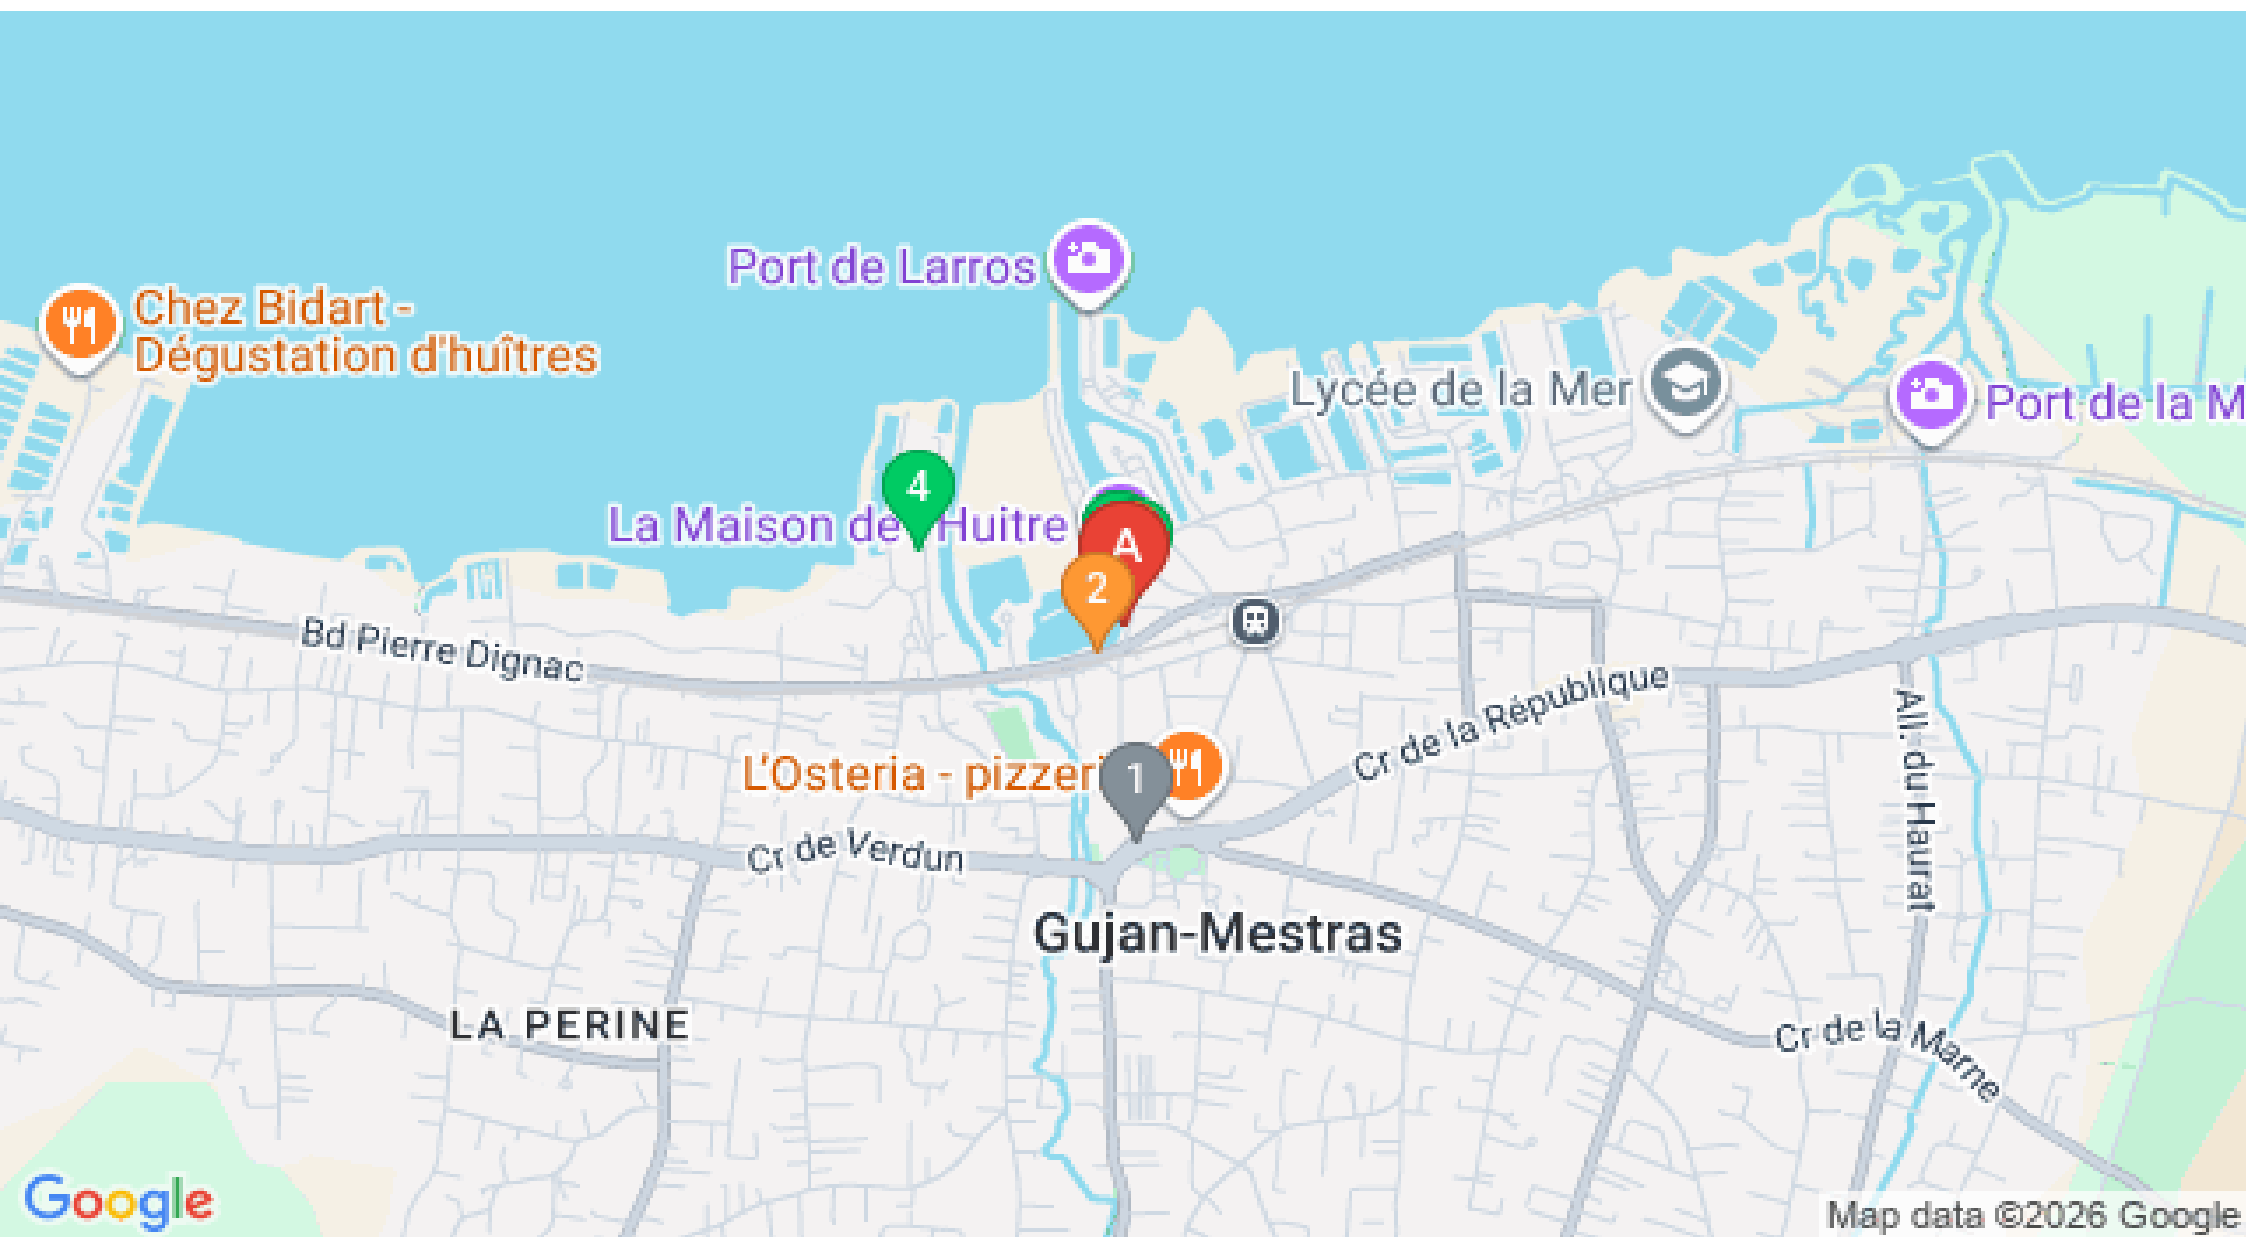 Port de Larros
Chez Bidart -
Dégustation d'huîtres
Lycée de la Mer
Port de la M
4
La Maison de Huitre
A
2
Bd Pierre Dignac
Cr de la République
All. du Haurat
L'Osteria - pizzeri
1
Cr de Verdun
Gujan-Mestras
LA PERINE
Cr de la Marne
Google
Map data ©2026 Google